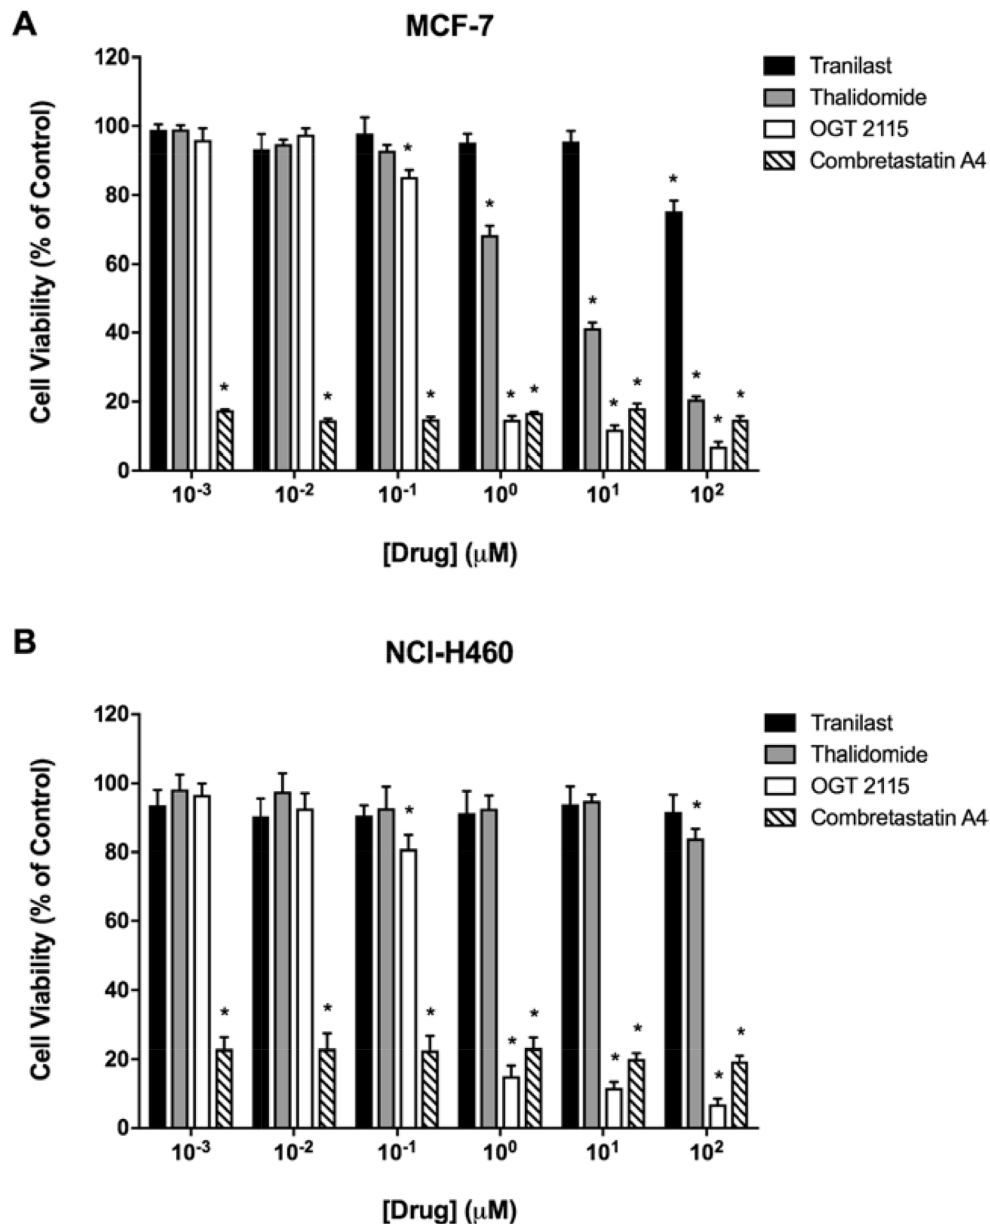 A
MCF-7
Cell Viability (% of Control)
120
100
80
60
40
20
0
* * * * * * * * * * * * *
10-3 10-2 10-1 100 101 102
[Drug] (μM)
Tranilast
Thalidomide
OGT 2115
Combretastatin A4
B
NCI-H460
Cell Viability (% of Control)
120
100
80
60
40
20
0
* * * * * * * * * * *
10-3 10-2 10-1 100 101 102
[Drug] (μM)
Tranilast
Thalidomide
OGT 2115
Combretastatin A4